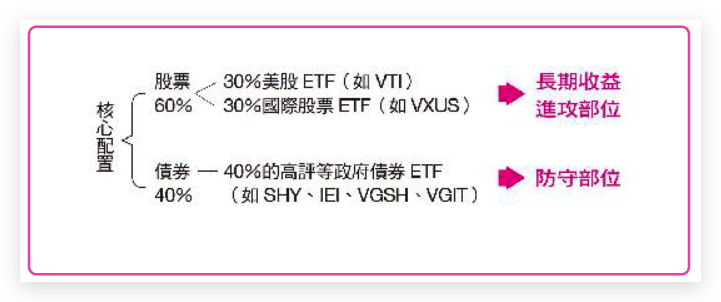 核心配置
股票 60%
30%美股 ETF（如 VTI）
30%國際股票 ETF（如 VXUS）
長期收益
進攻部位
債券 40%
40%的高評等政府債券 ETF
（如 SHY、IEI、VGSH、VGIT）
防守部位